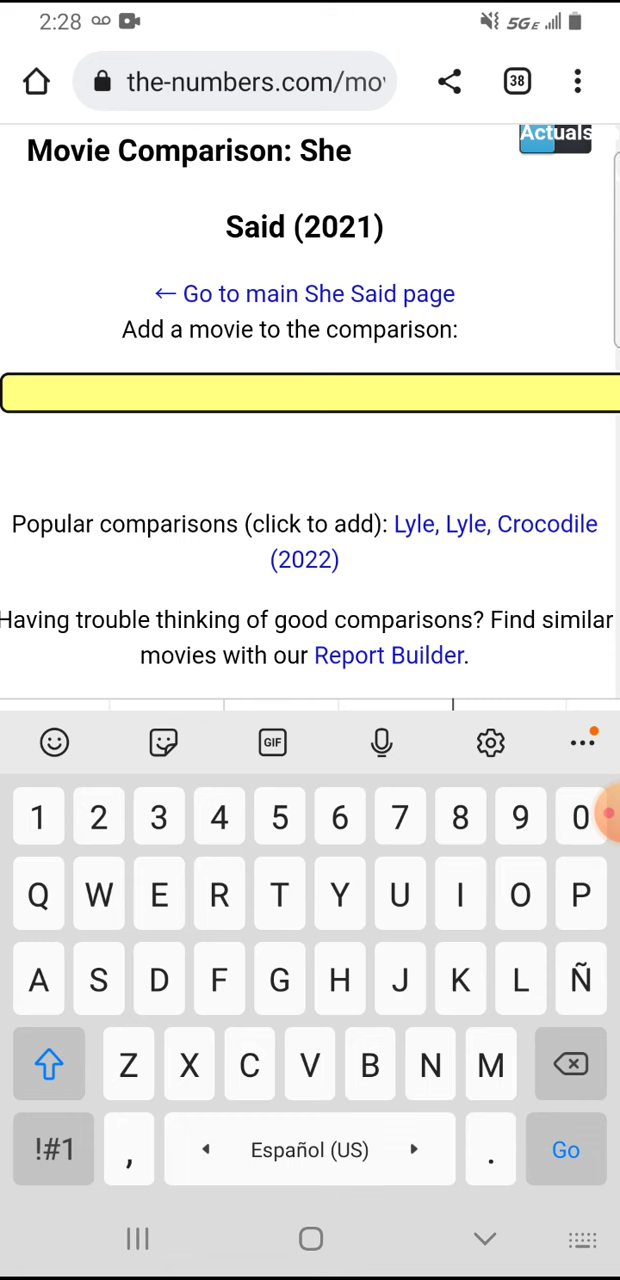 2:28
5GE
the-numbers.com/mo
38
Actuals
Movie Comparison: She
Said (2021)
← Go to main She Said page
Add a movie to the comparison:
Popular comparisons (click to add): Lyle, Lyle, Crocodile
(2022)
Having trouble thinking of good comparisons? Find similar
movies with our Report Builder.
GIF
1 2 3 4 5 6 7 8 9 0
Q W E R T Y U I O P
A S D F G H J K L Ñ
Z X C V B N M
!#1 , Español (US) . Go